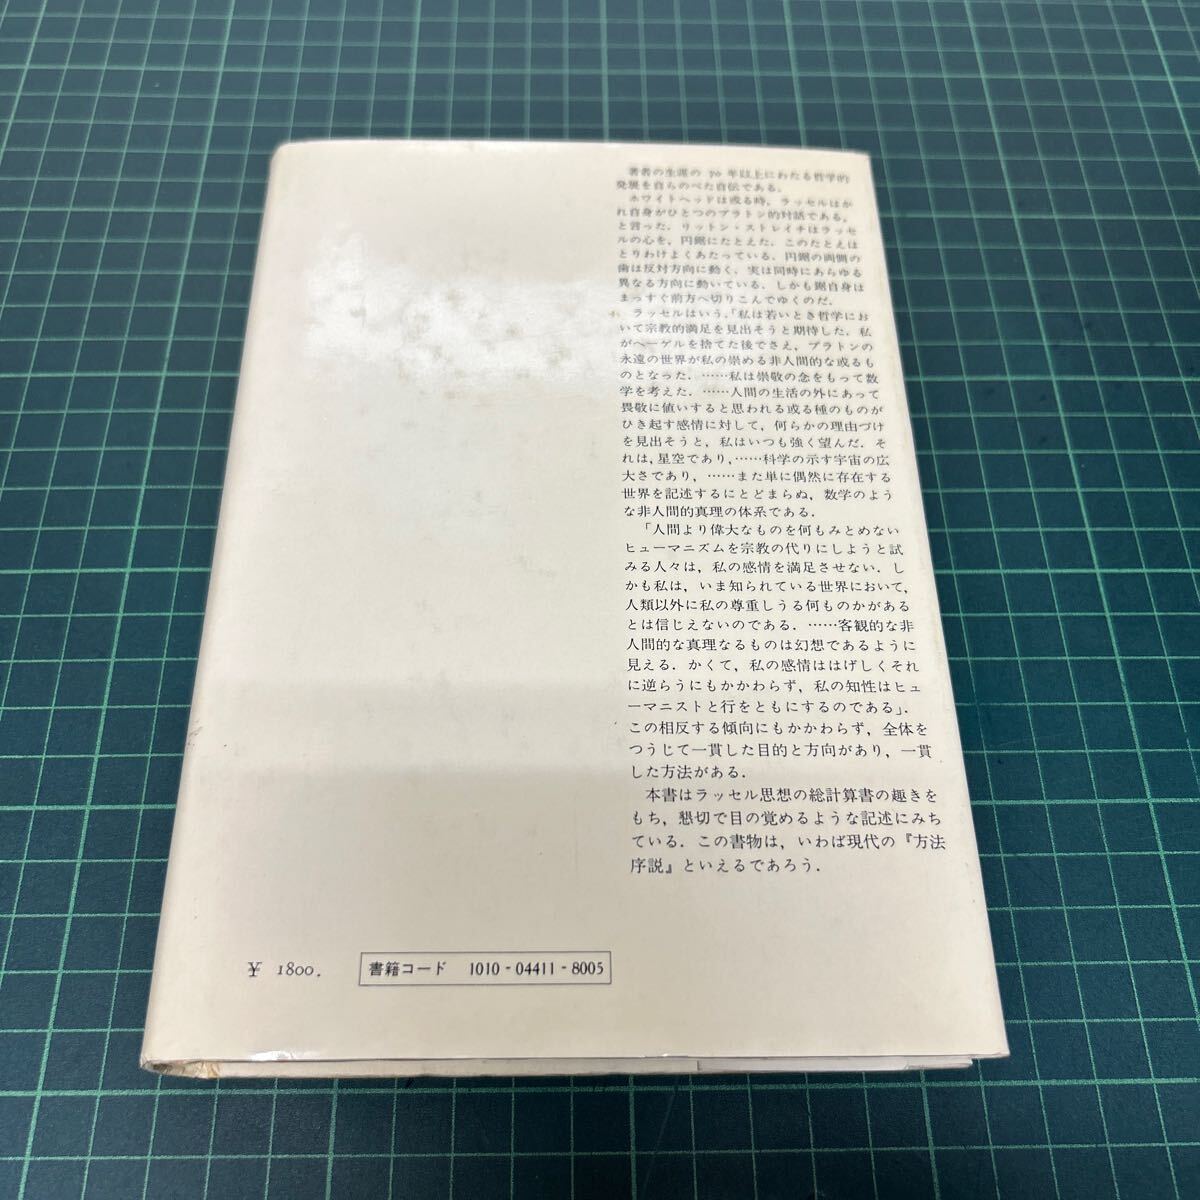 著者の生涯の 70 年以上にわたる哲学的
発展を自らのべた自伝である．
ホワイトヘッドは或る時，ラッセルはか
れ自身がひとつのプラトン的対話である，
と言った．リットン・ストレイチはラッセ
ルの心を，円鋸にたとえた．このたとえは
とりわけよくあたっている．円鋸の両側の
歯は反対方向に動く，実は同時にあらゆる
異なる方向に動いている．しかも鋸自身は
まっすぐ前方へ切りこんでゆくのだ．
ラッセルはいう，「私は若いとき哲学にお
いて宗教的満足を見出そうと期待した．私
がヘーゲルを捨てた後でさえ，プラトンの
永遠の世界が私の崇める非人間的な或るも
のとなった．……私は崇敬の念をもって数
学を考えた．……人間の生活の外にあって
畏敬に値いすると思われる或る種のものが
ひき起す感情に対して，何らかの理由づけ
を見出そうと，私はいつも強く望んだ．そ
れは，星空であり，……科学の示す宇宙の広
大さであり，……また単に偶然に存在する
世界を記述するにとどまらぬ，数学のよう
な非人間的真理の体系である．
「人間より偉大なものを何もみとめない
ヒューマニズムを宗教の代りにしようと試
みる人々は，私の感情を満足させない．し
かも私は，いま知られている世界において，
人類以外に私の尊重しうる何ものかがある
とは信じえないのである．……客観的な非
人間的な真理なるものは幻想であるように
見える．かくて，私の感情ははげしくそれ
に逆らうにもかかわらず，私の知性はヒュ
ーマニストと行をともにするのである」．
この相反する傾向にもかかわらず，全体を
つうじて一貫した目的と方向があり，一貫
した方法がある．
本書はラッセル思想の総計算書の趣きを
もち，懇切で目の覚めるような記述にみち
ている．この書物は，いわば現代の『方法
序説』といえるであろう．
¥ 1800.
書籍コード 1010-04411-8005